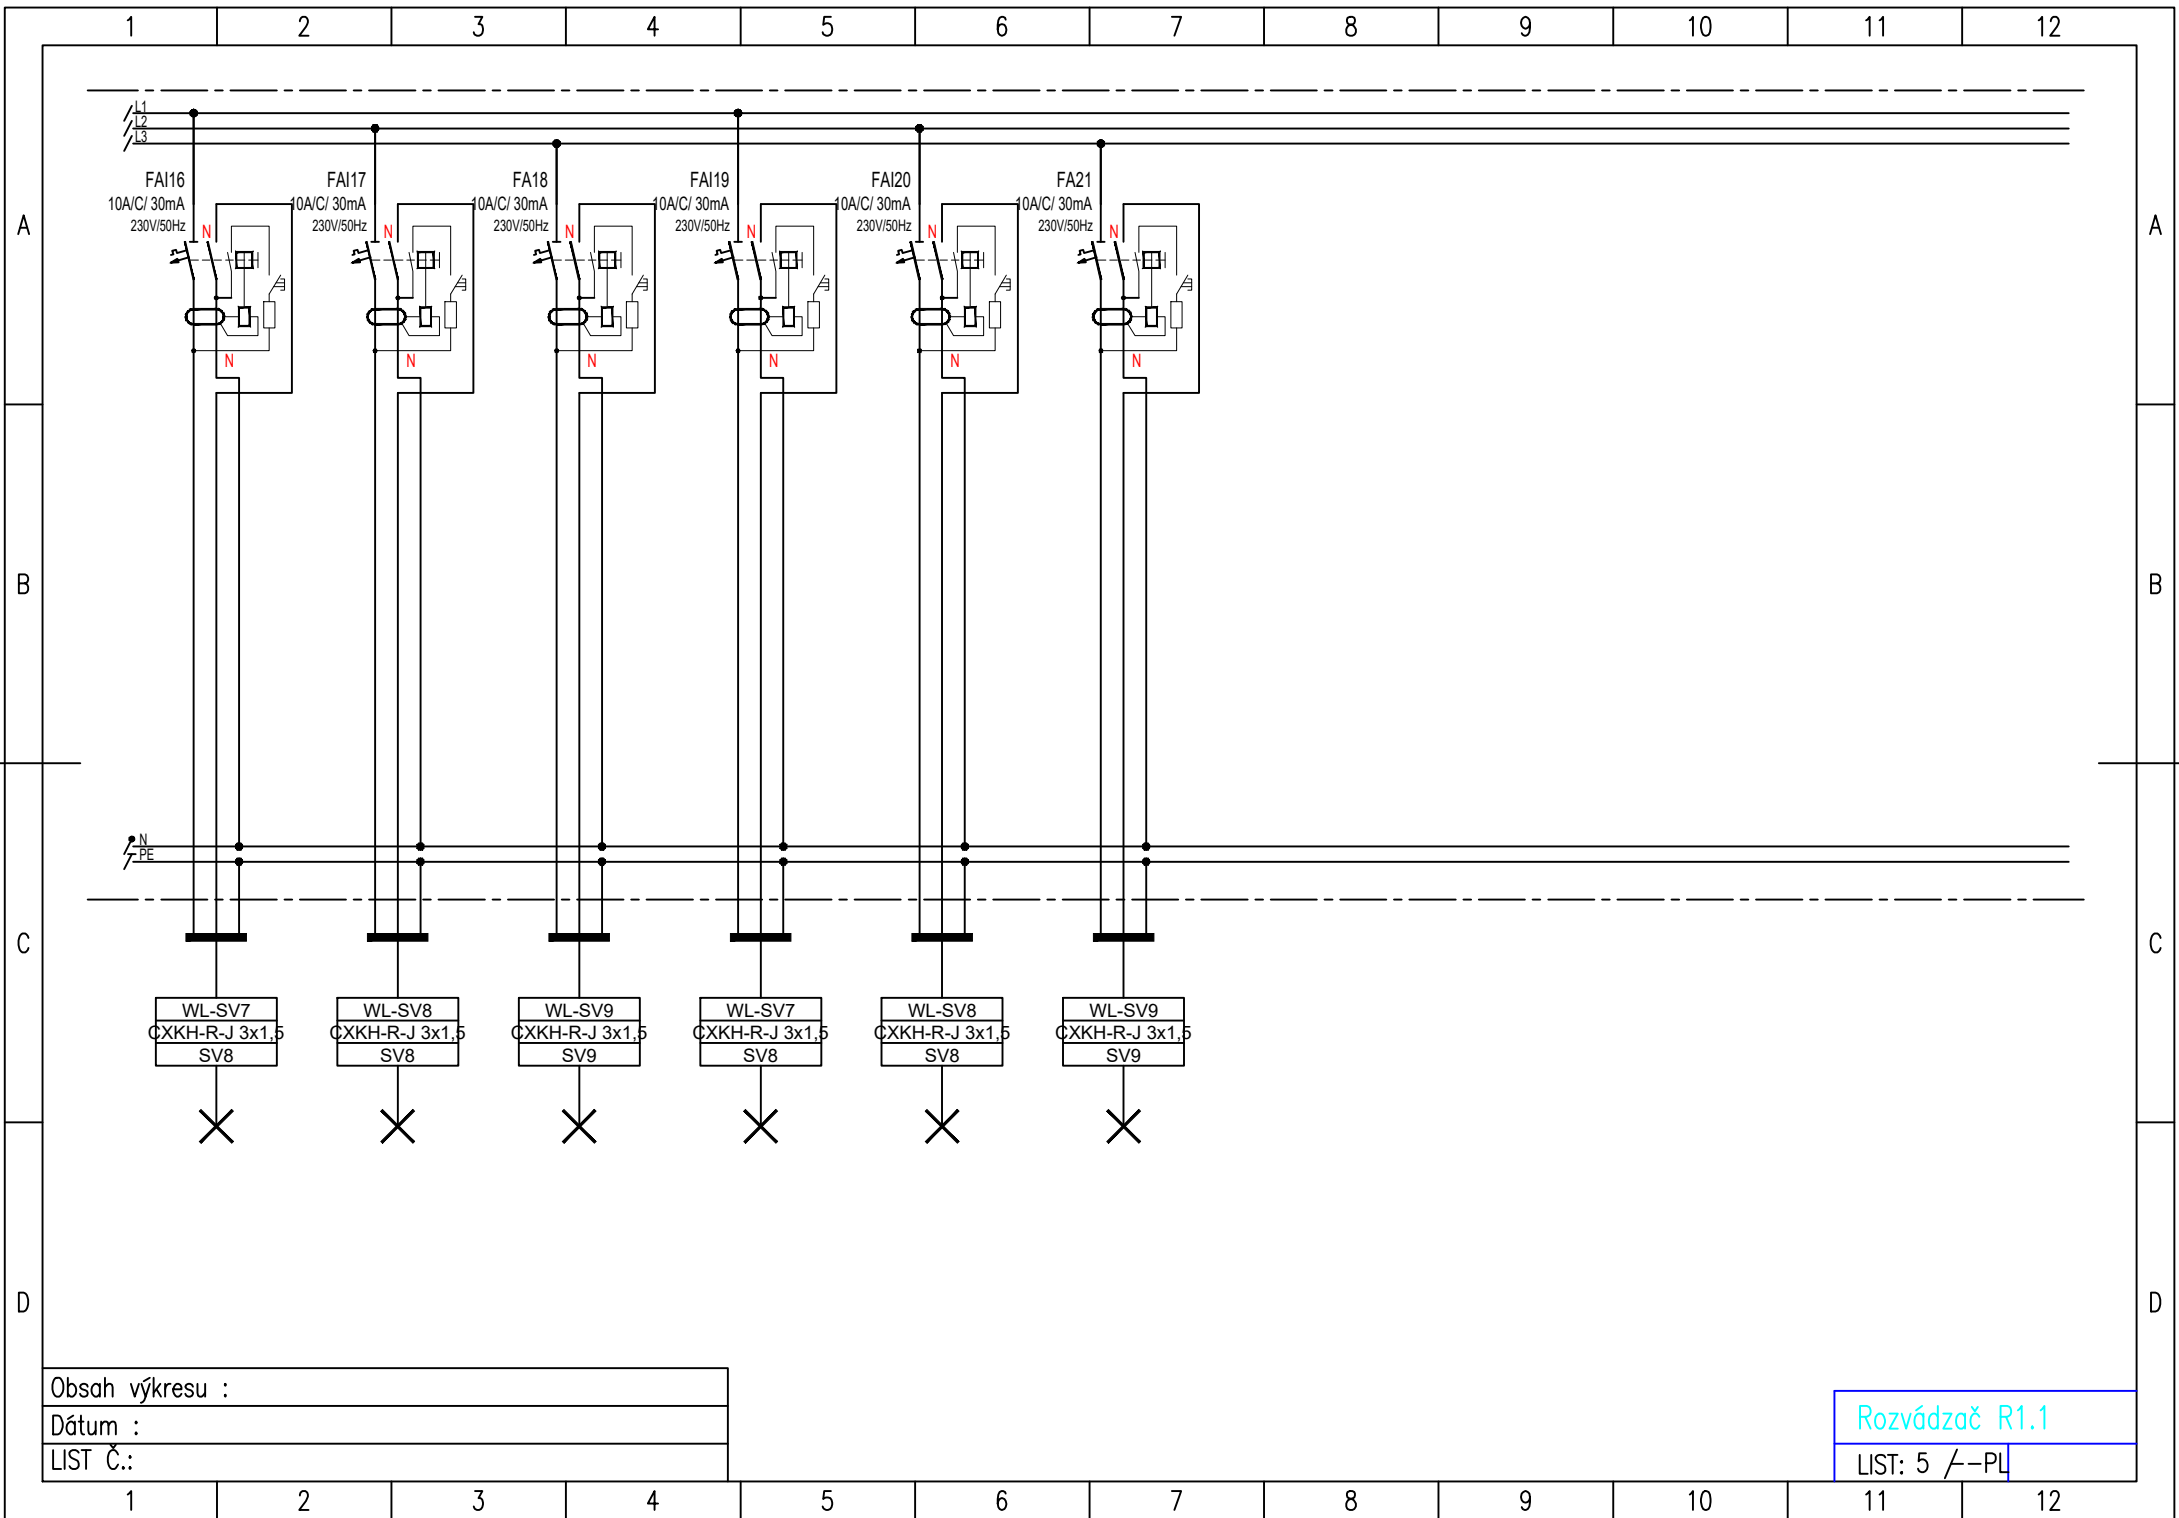 1 2 3 4 5 6 7 8 9 10 11 12
L1
L2
L3
FAI16 FAI17 FA18 FAI19 FAI20 FA21
10A/C/ 30mA 10A/C/ 30mA 10A/C/ 30mA 10A/C/ 30mA 10A/C/ 30mA 10A/C/ 30mA
230V/50Hz 230V/50Hz 230V/50Hz 230V/50Hz 230V/50Hz 230V/50Hz
A N N N N N N A
N N N N N N
B B
N
PE
C C
WL-SV7 WL-SV8 WL-SV9 WL-SV7 WL-SV8 WL-SV9
CXKH-R-J 3x1,5 CXKH-R-J 3x1,5 CXKH-R-J 3x1,5 CXKH-R-J 3x1,5 CXKH-R-J 3x1,5 CXKH-R-J 3x1,5
SV8 SV8 SV9 SV8 SV8 SV9
D D
Obsah výkresu :
Dátum :
LIST Č.:
Rozvádzač R1.1
LIST: 5 /--PL
1 2 3 4 5 6 7 8 9 10 11 12